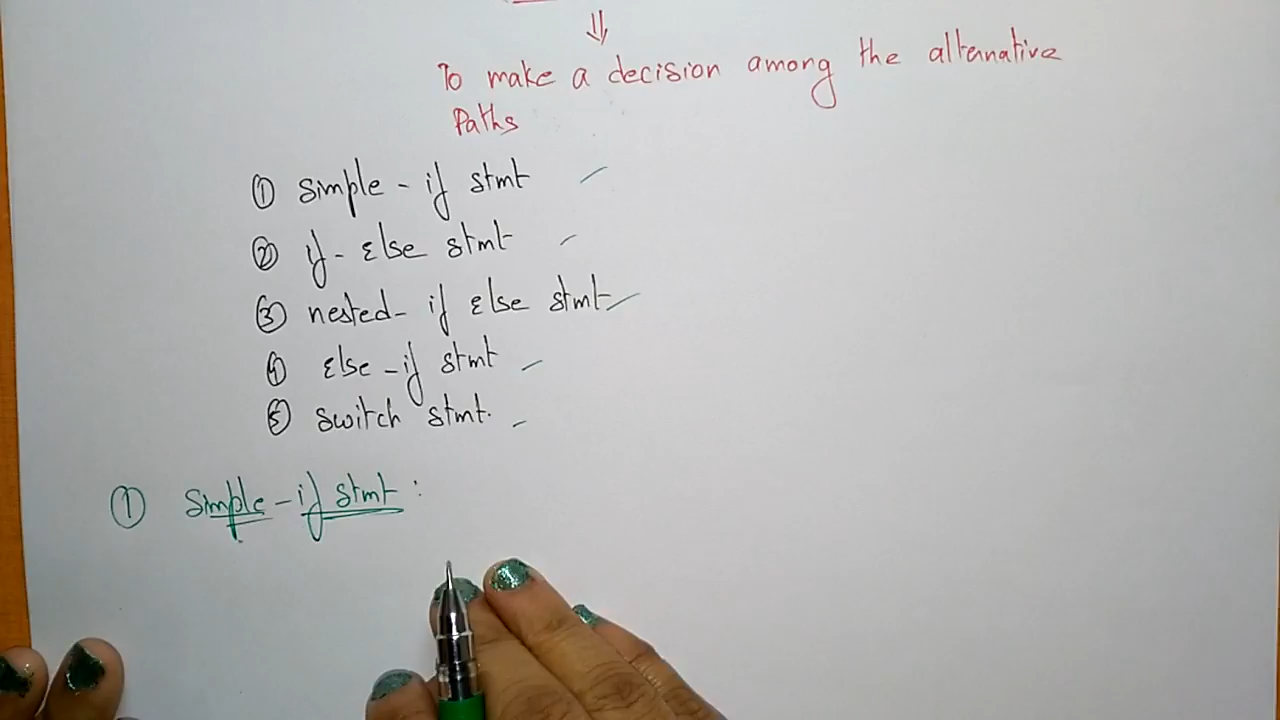 ⇓
To make a decision among the alternative
Paths
① simple - if stmt
② if - else stmt
③ nested - if else stmt
④ else - if stmt
⑤ switch stmt.
① Simple - if stmt :